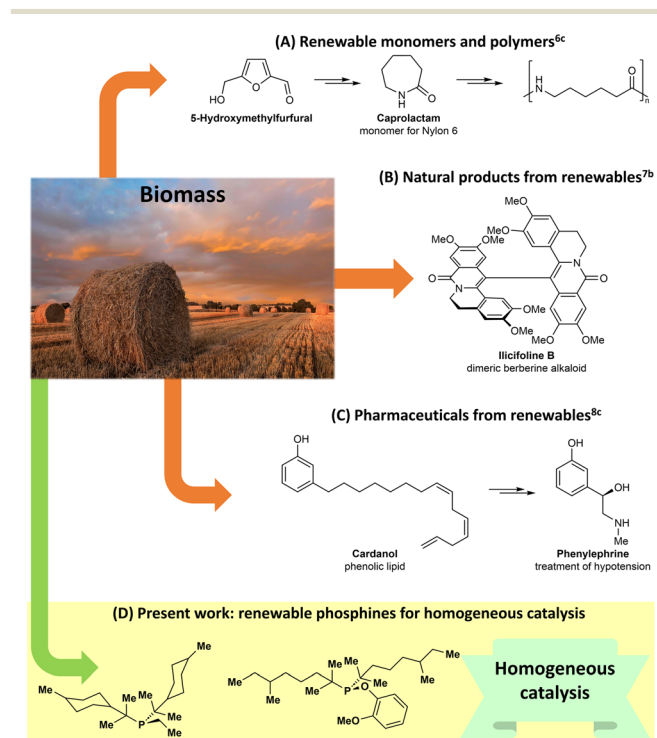 (A) Renewable monomers and polymers6c
HO
O
O
5-Hydroxymethylfurfural
N
H
O
Caprolactam
monomer for Nylon 6
H
N
O
n
Biomass
(B) Natural products from renewables7b
MeO
MeO
MeO
OMe
O
N
N
O
OMe
OMe
MeO
OMe
Ilicifoline B
dimeric berberine alkaloid
(C) Pharmaceuticals from renewables8c
OH
Cardanol
phenolic lipid
OH
OH
NH
Me
Phenylephrine
treatment of hypotension
(D) Present work: renewable phosphines for homogeneous catalysis
Me
Me
Me
Me
Me
P
Me
Me
Me
Me
Me
Me
Me
Me
Me
P
O
MeO
Homogeneous
catalysis